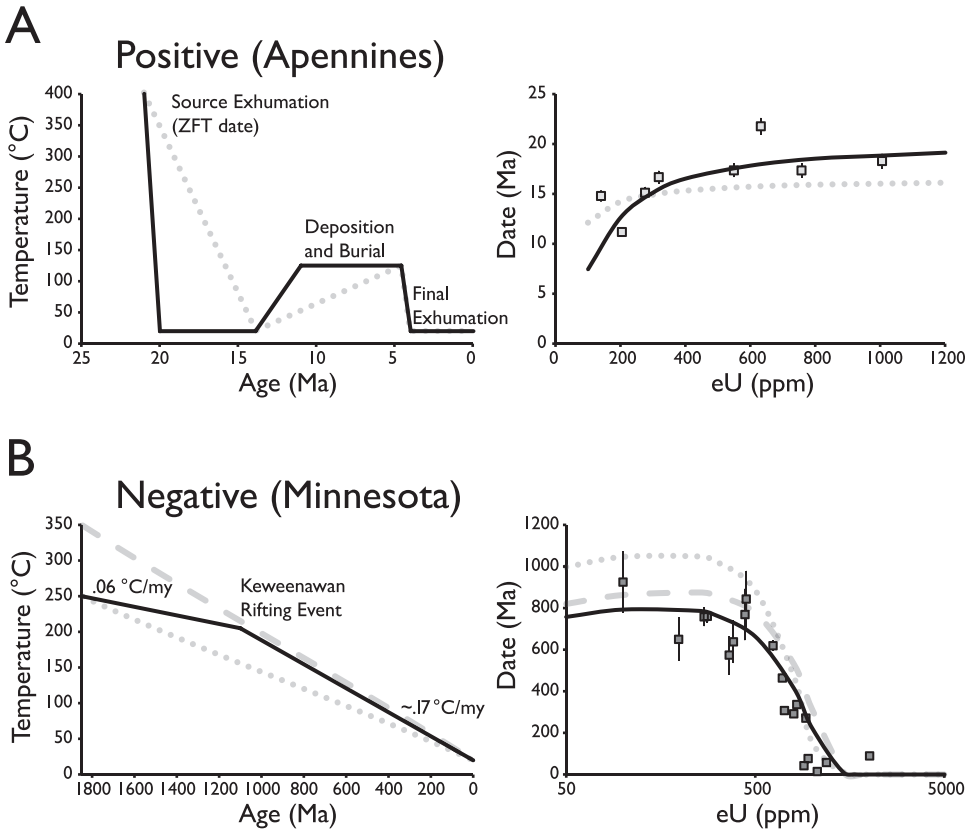 A
Positive (Apennines)
Temperature (°C)
400
350
300
250
200
150
100
50
0
Source Exhumation
(ZFT date)
Deposition
and Burial
Final
Exhumation
25
20
15
10
5
0
Age (Ma)
Date (Ma)
25
20
15
10
5
0
0
200
400
600
800
1000
1200
eU (ppm)
B
Negative (Minnesota)
Temperature (°C)
350
300
250
200
150
100
50
0
.06 °C/my
Keweenawan
Rifting Event
~.17 °C/my
1800 1600 1400 1200 1000 800 600 400 200 0
Age (Ma)
Date (Ma)
1200
1000
800
600
400
200
0
50
500
5000
eU (ppm)